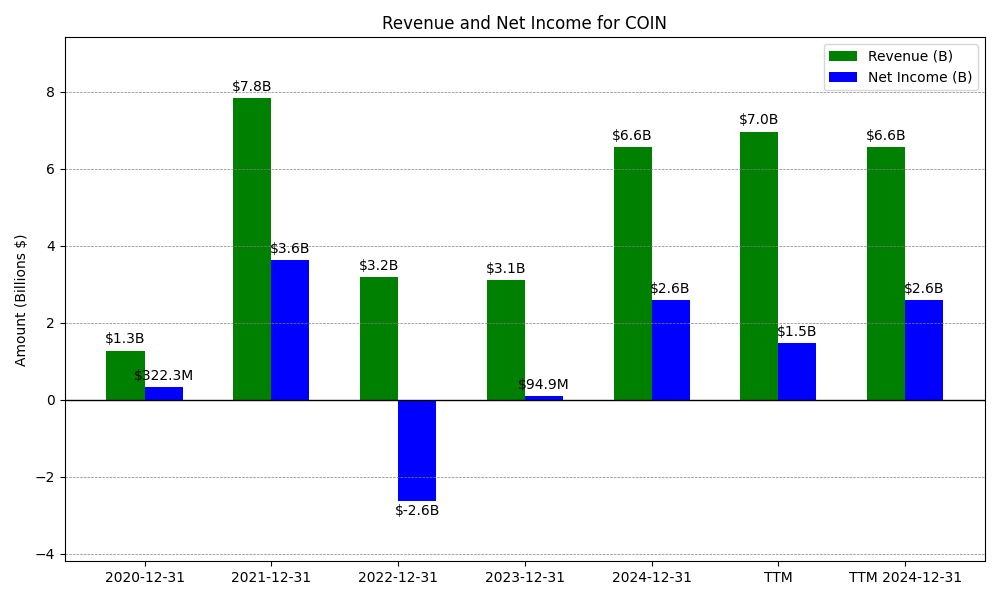 Revenue and Net Income for COIN
Revenue (B)
Net Income (B)
Amount (Billions $)
8
6
4
2
0
−2
−4
$1.3B
$322.3M
$7.8B
$3.6B
$3.2B
$-2.6B
$3.1B
$94.9M
$6.6B
$2.6B
$7.0B
$1.5B
$6.6B
$2.6B
2020-12-31
2021-12-31
2022-12-31
2023-12-31
2024-12-31
TTM
TTM 2024-12-31